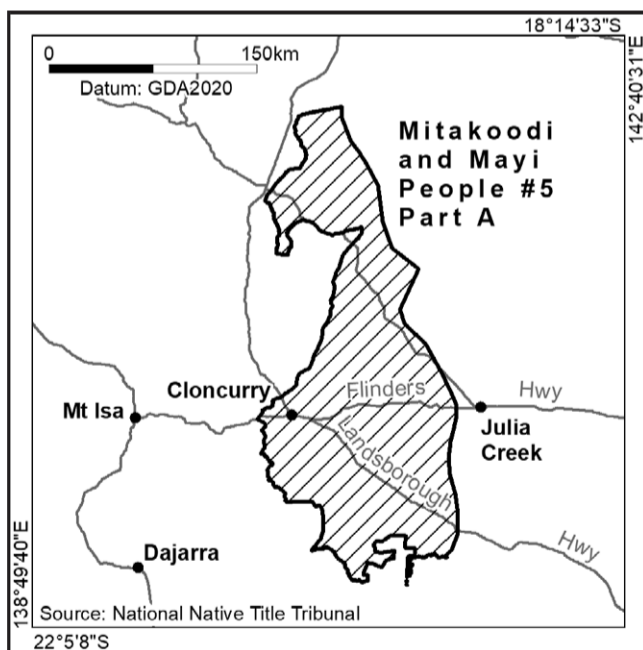 18°14'33"S
142°40'31"E
0 150km
Datum: GDA2020
Mitakoodi
and Mayi
People #5
Part A
Cloncurry
Flinders
Hwy
Mt Isa
Julia
Creek
Landsborough
Hwy
Dajarra
138°49'40"E
Source: National Native Title Tribunal
22°5'8"S